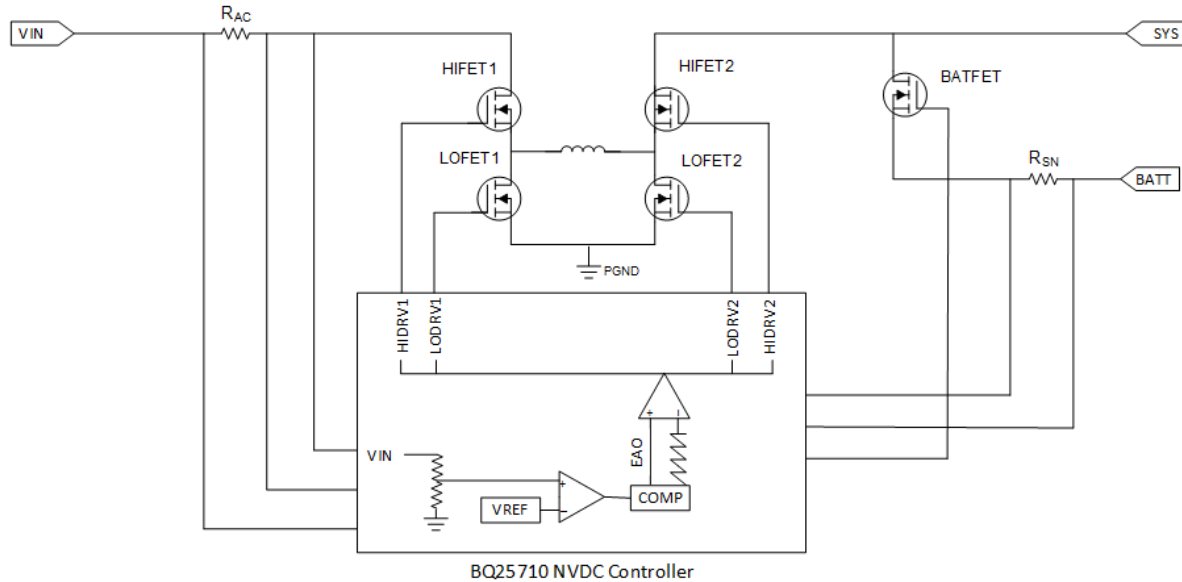 VIN
RAC
SYS
HIFET1
HIFET2
BATFET
LOFET1
LOFET2
RSN
BATT
PGND
HIDRV1
LODRV1
LODRV2
HIDRV2
+
−
EAO
VIN
VREF
+
−
COMP
BQ25710 NVDC Controller